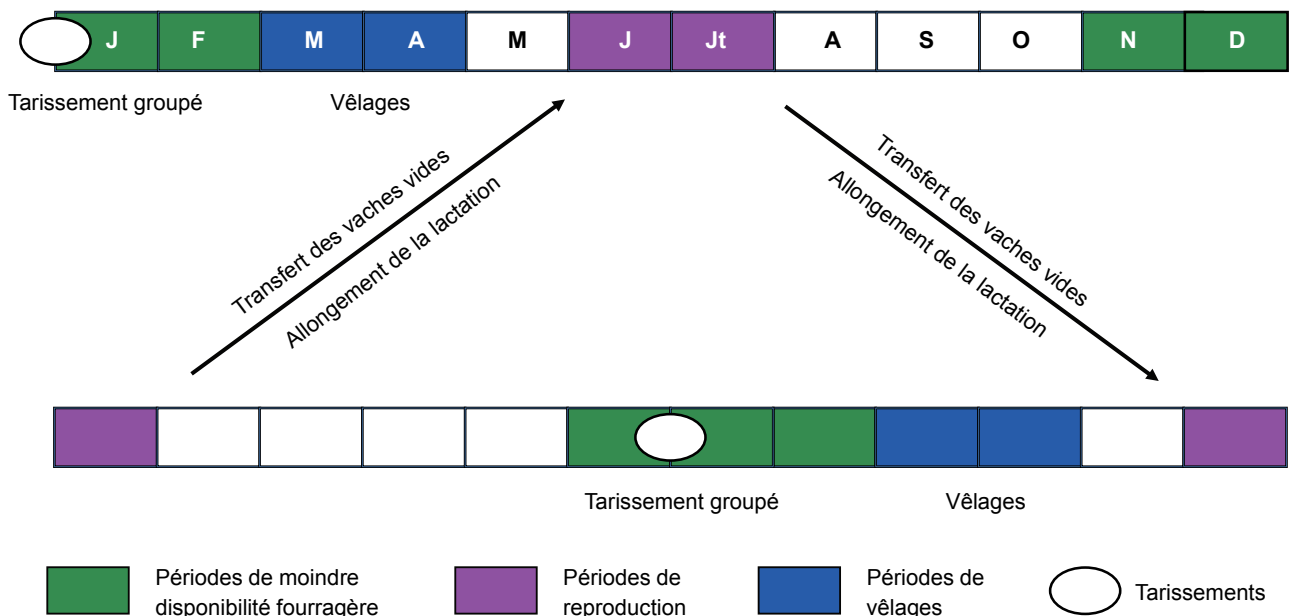 J F M A M J Jt A S O N D
Tarissement groupé Vêlages
Transfert des vaches vides
Allongement de la lactation
Transfert des vaches vides
Allongement de la lactation
Tarissement groupé Vêlages
Périodes de moindre
disponibilité fourragère
Périodes de
reproduction
Périodes de
vêlages
Tarissements